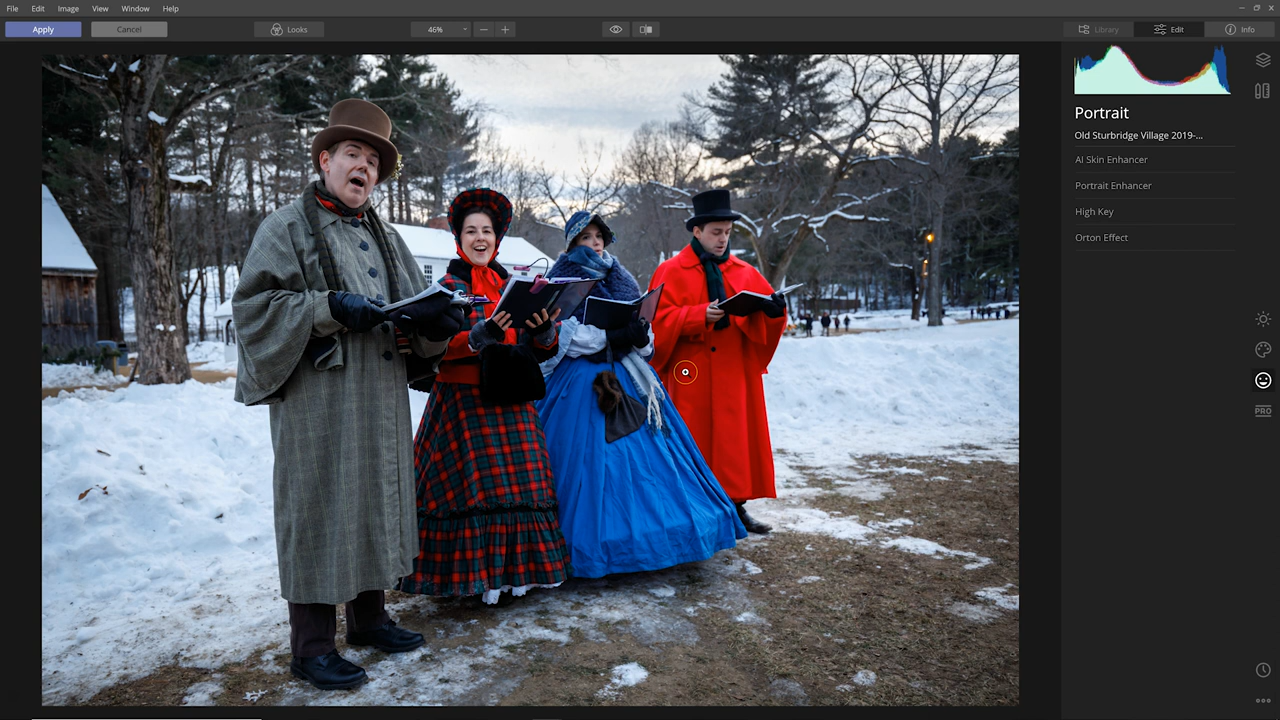 File Edit Image View Window Help
Apply Cancel Looks 46% Library Edit Info
Portrait
Old Sturbridge Village 2019-...
AI Skin Enhancer
Portrait Enhancer
High Key
Orton Effect
PRO